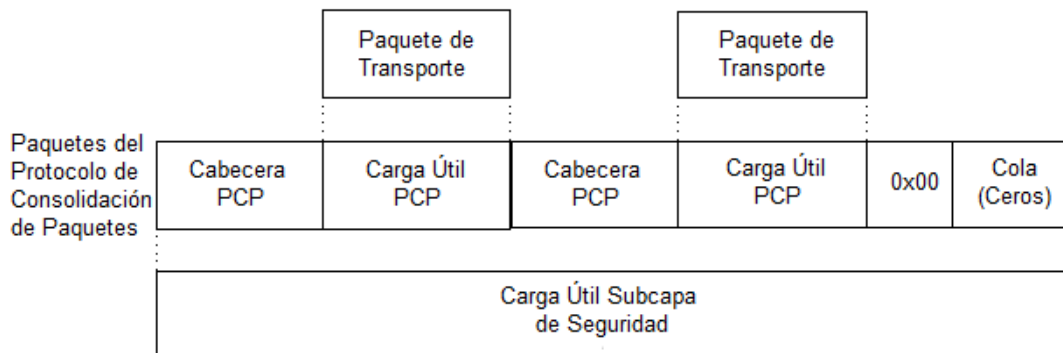 Paquete de
Transporte
Paquete de
Transporte
Paquetes del
Protocolo de
Consolidación
de Paquetes
Cabecera
PCP
Carga Útil
PCP
Cabecera
PCP
Carga Útil
PCP
0x00
Cola
(Ceros)
Carga Útil Subcapa
de Seguridad